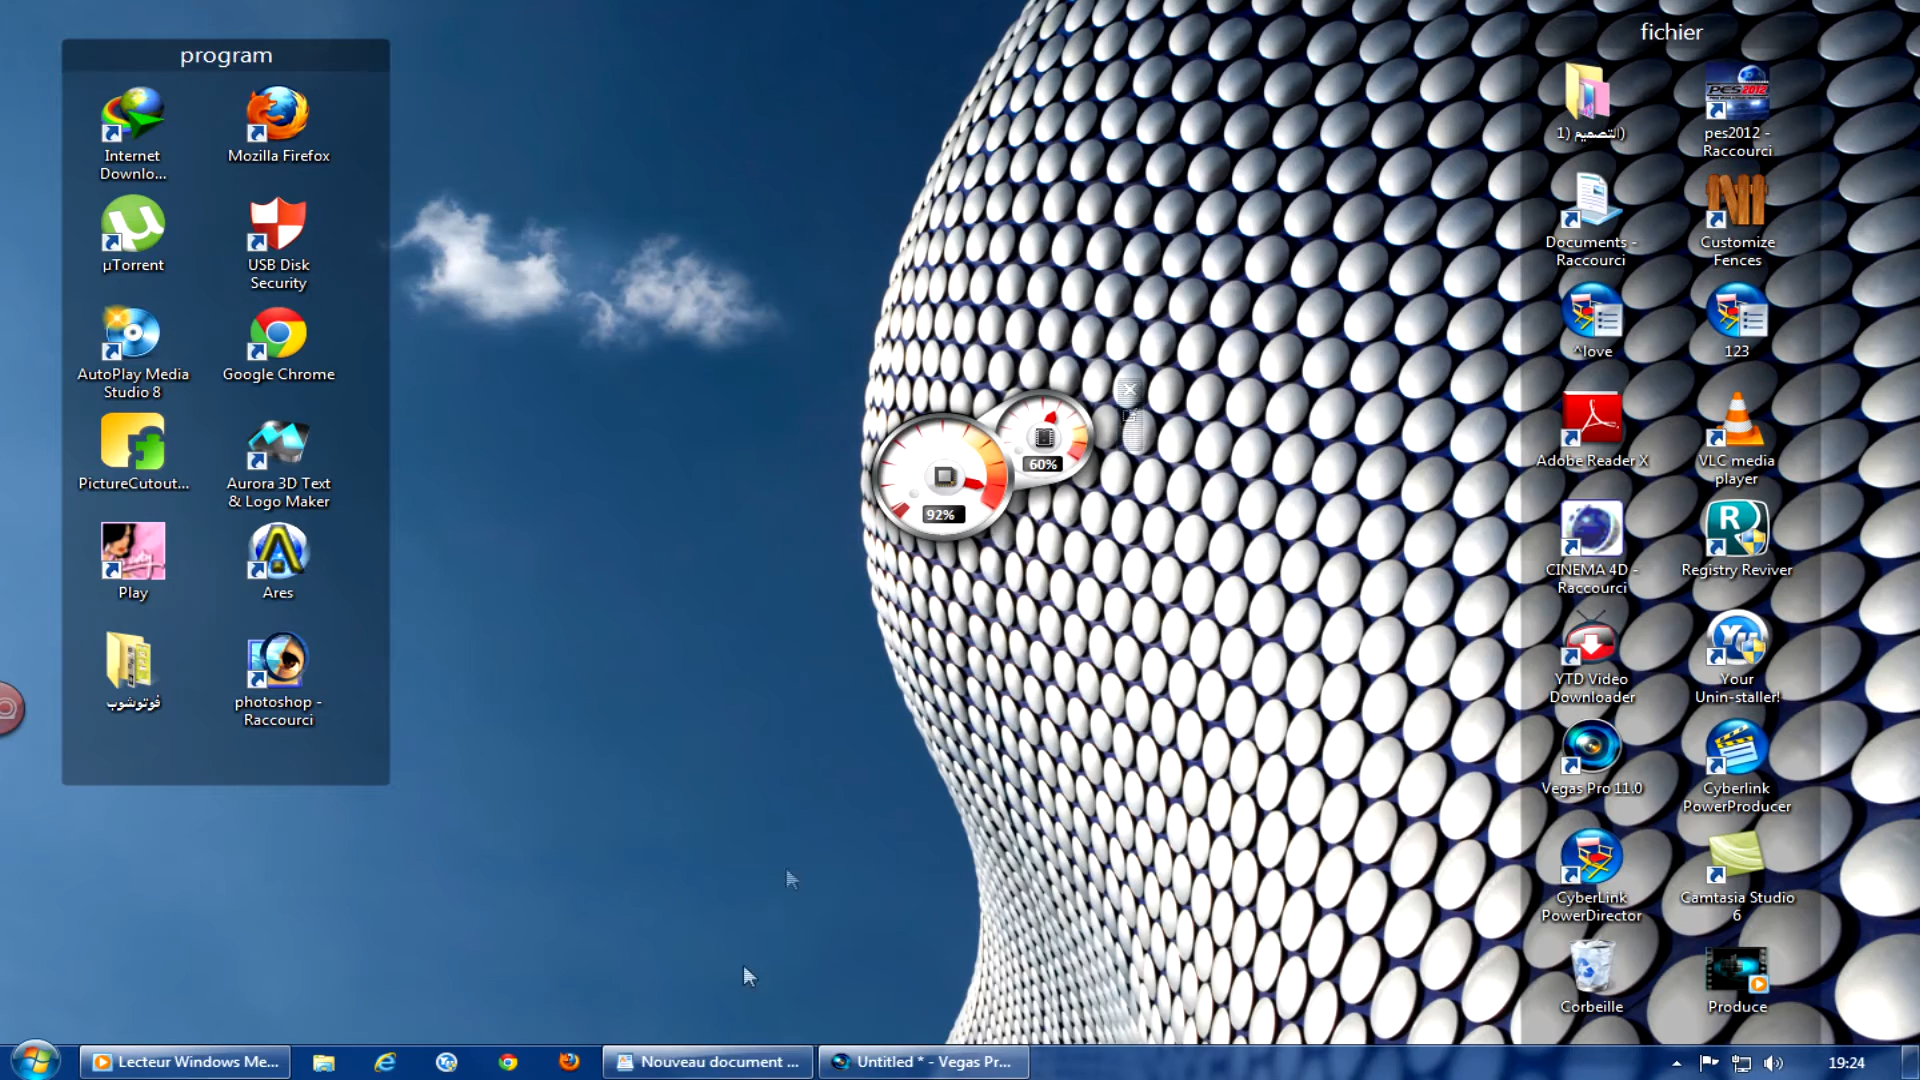 program
Internet
Downlo...
Mozilla Firefox
µTorrent
USB Disk
Security
AutoPlay Media
Studio 8
Google Chrome
PictureCutout...
Aurora 3D Text
& Logo Maker
Play
Ares
فوتوشوب
photoshop -
Raccourci
60%
92%
fichier
التصميم (1)
PES2012
pes2012 -
Raccourci
Documents -
Raccourci
Customize
Fences
^love
123
Adobe Reader X
VLC media
player
CINEMA 4D -
Raccourci
Registry Reviver
YTD Video
Downloader
Your
Unin-staller!
Vegas Pro 11.0
Cyberlink
PowerProducer
CyberLink
PowerDirector
Camtasia Studio
6
Corbeille
Produce
Lecteur Windows Me...
Nouveau document ...
Untitled * - Vegas Pr...
19:24